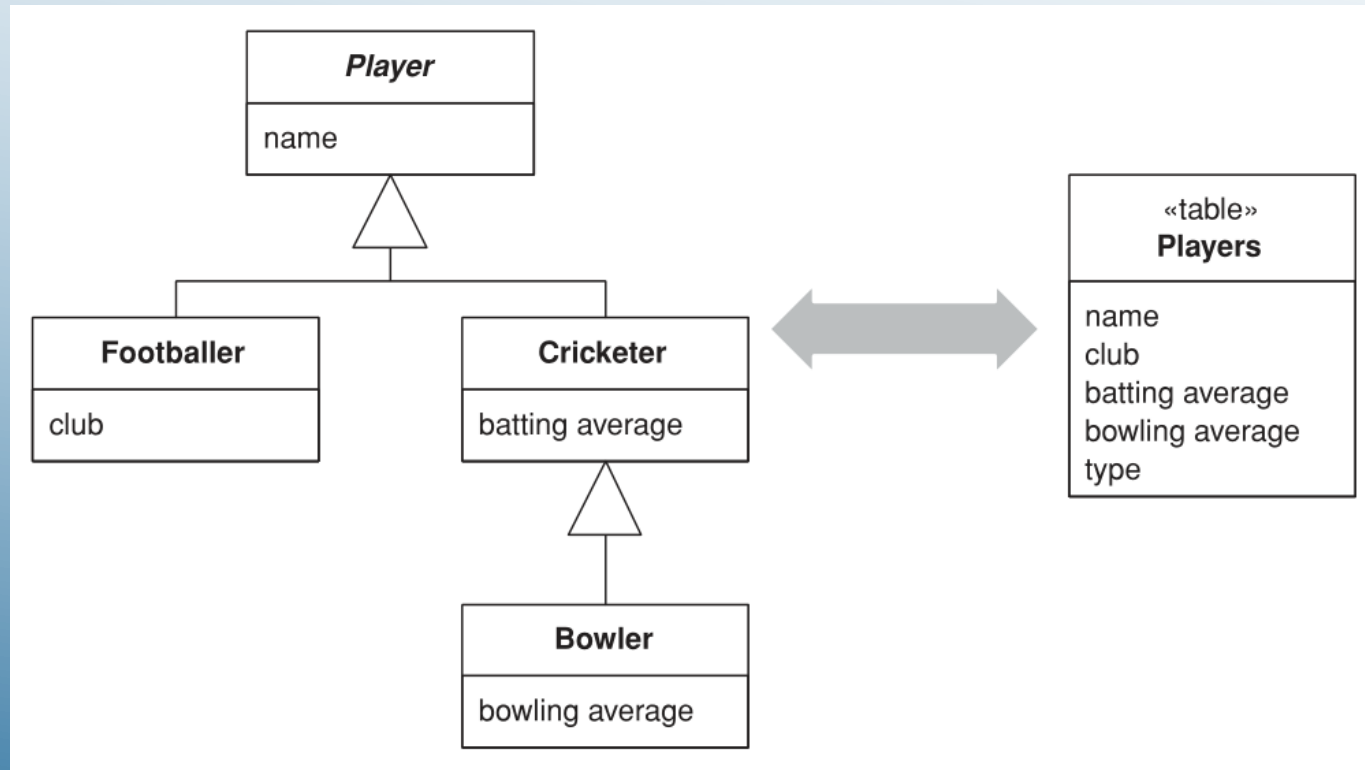 Player
name
Footballer
club
Cricketer
batting average
Bowler
bowling average
«table»
Players
name
club
batting average
bowling average
type